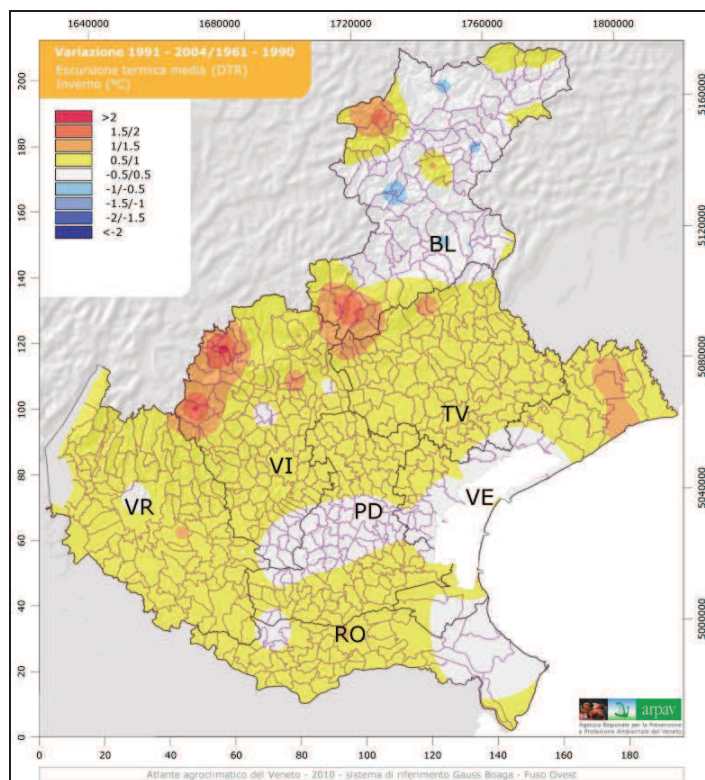 1640000 1680000 1720000 1760000 1800000
Variazione 1991 - 2004/1961 - 1990
Escursione termica media (DTR)
Inverno (°C)
>2
1.5/2
1/1.5
0.5/1
-0.5/0.5
-1/-0.5
-1.5/-1
-2/-1.5
<-2
200
180
160
140
120
100
80
60
40
20
0
5160000
5120000
5080000
5040000
5000000
BL
TV
VI
VE
PD
VR
RO
arpav
Agenzia Regionale per la Prevenzione
e Protezione Ambientale del Veneto
0 20 40 60 80 100 120 140 160 180
Atlante agroclimatico del Veneto - 2010 - sistema di riferimento Gauss Boaga - Fuso Ovest